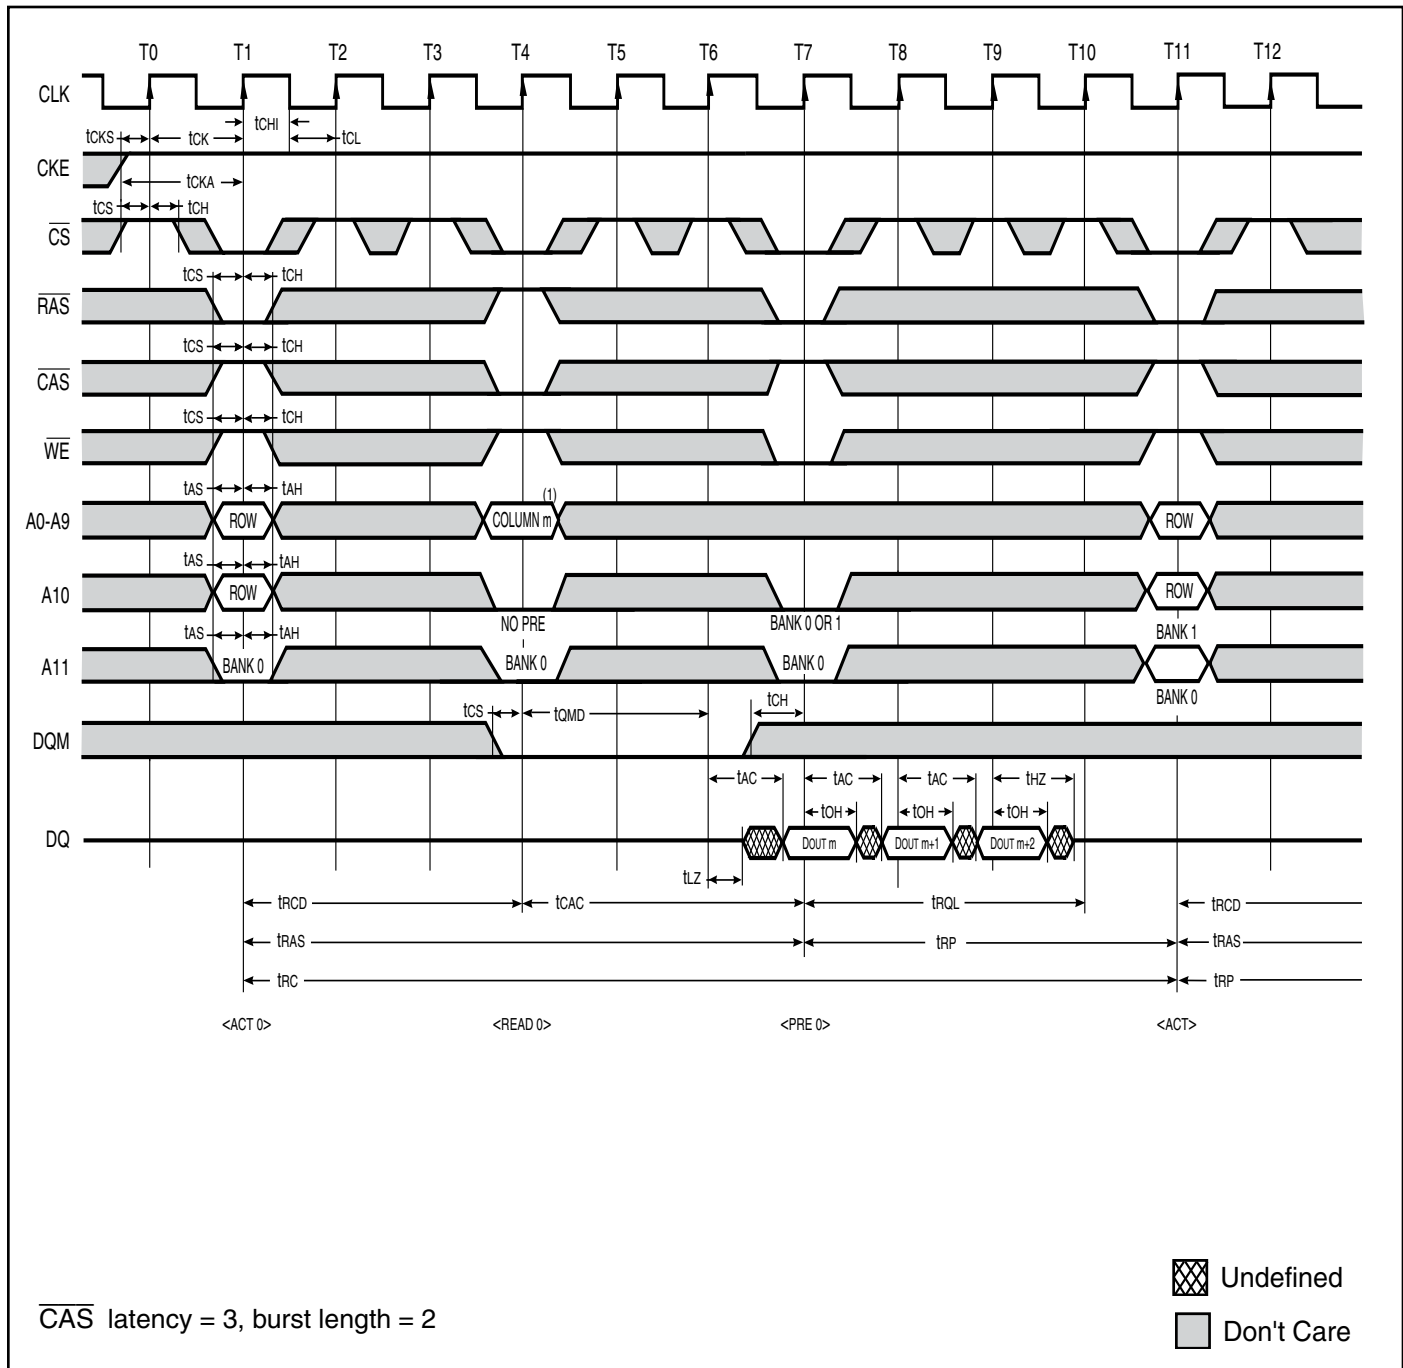 T0 T1 T2 T3 T4 T5 T6 T7 T8 T9 T10 T11 T12
CLK
tCHI
tCKS tCK tCL
CKE
tCKA
tCS tCH
CS
tCS tCH
RAS
tCS tCH
CAS
tCS tCH
WE
tAS tAH (1)
A0-A9 ROW COLUMN m ROW
tAS tAH
A10 ROW ROW
NO PRE BANK 0 OR 1
tAS tAH BANK 1
A11 BANK 0 BANK 0 BANK 0
BANK 0
tCS tQMD tCH
DQM
tAC tAC tAC tHZ
tOH tOH tOH
DQ DOUT m DOUT m+1 DOUT m+2
tLZ
tRCD tCAC tRQL tRCD
tRAS tRP tRAS
tRC tRP
<ACT 0> <READ 0> <PRE 0> <ACT>
Undefined
CAS latency = 3, burst length = 2
Don't Care